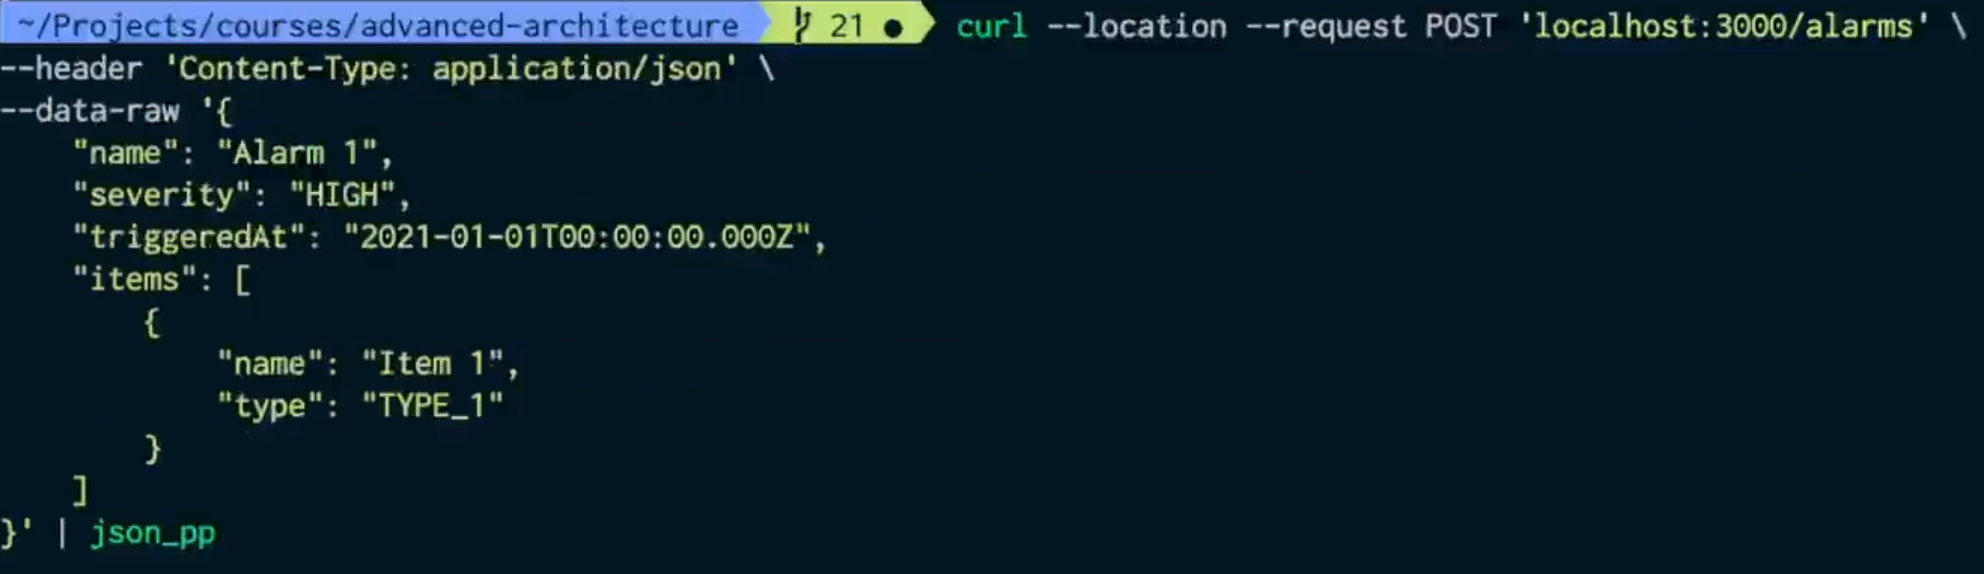 ~/Projects/courses/advanced-architecture 21 ● curl --location --request POST 'localhost:3000/alarms' \
--header 'Content-Type: application/json' \
--data-raw '{
    "name": "Alarm 1",
    "severity": "HIGH",
    "triggeredAt": "2021-01-01T00:00:00.000Z",
    "items": [
        {
            "name": "Item 1",
            "type": "TYPE_1"
        }
    ]
}' | json_pp